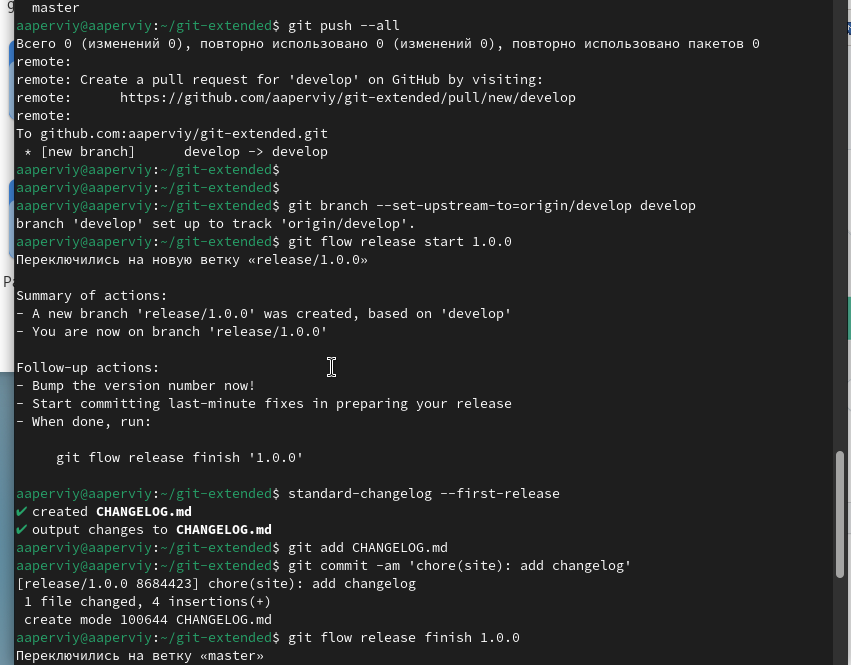 master
aaperviy@aaperviy:~/git-extended$ git push --all
Всего 0 (изменений 0), повторно использовано 0 (изменений 0), повторно использовано пакетов 0
remote:
remote: Create a pull request for 'develop' on GitHub by visiting:
remote:      https://github.com/aaperviy/git-extended/pull/new/develop
remote:
To github.com:aaperviy/git-extended.git
 * [new branch]      develop -> develop
aaperviy@aaperviy:~/git-extended$
aaperviy@aaperviy:~/git-extended$
aaperviy@aaperviy:~/git-extended$ git branch --set-upstream-to=origin/develop develop
branch 'develop' set up to track 'origin/develop'.
aaperviy@aaperviy:~/git-extended$ git flow release start 1.0.0
Переключились на новую ветку «release/1.0.0»
Summary of actions:
- A new branch 'release/1.0.0' was created, based on 'develop'
- You are now on branch 'release/1.0.0'
Follow-up actions:
- Bump the version number now!
- Start committing last-minute fixes in preparing your release
- When done, run:
     git flow release finish '1.0.0'
aaperviy@aaperviy:~/git-extended$ standard-changelog --first-release
✔ created CHANGELOG.md
✔ output changes to CHANGELOG.md
aaperviy@aaperviy:~/git-extended$ git add CHANGELOG.md
aaperviy@aaperviy:~/git-extended$ git commit -am 'chore(site): add changelog'
[release/1.0.0 8684423] chore(site): add changelog
 1 file changed, 4 insertions(+)
 create mode 100644 CHANGELOG.md
aaperviy@aaperviy:~/git-extended$ git flow release finish 1.0.0
Переключились на ветку «master»